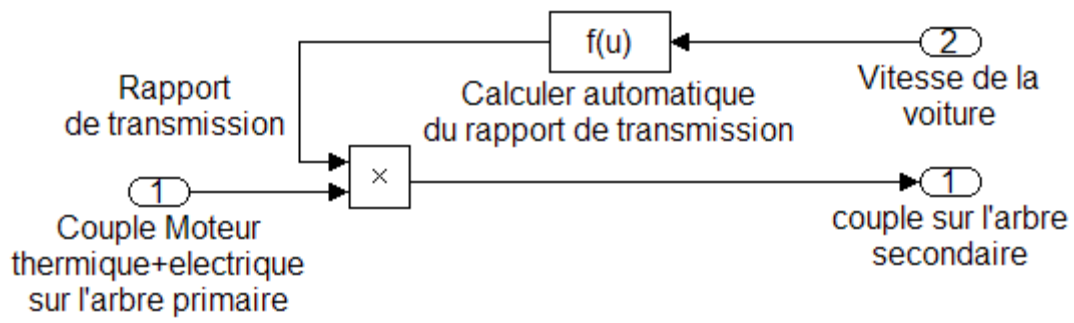 f(u)
2
Rapport
de transmission
Calculer automatique
du rapport de transmission
Vitesse de la
voiture
×
1
Couple Moteur
thermique+electrique
sur l'arbre primaire
1
couple sur l'arbre
secondaire